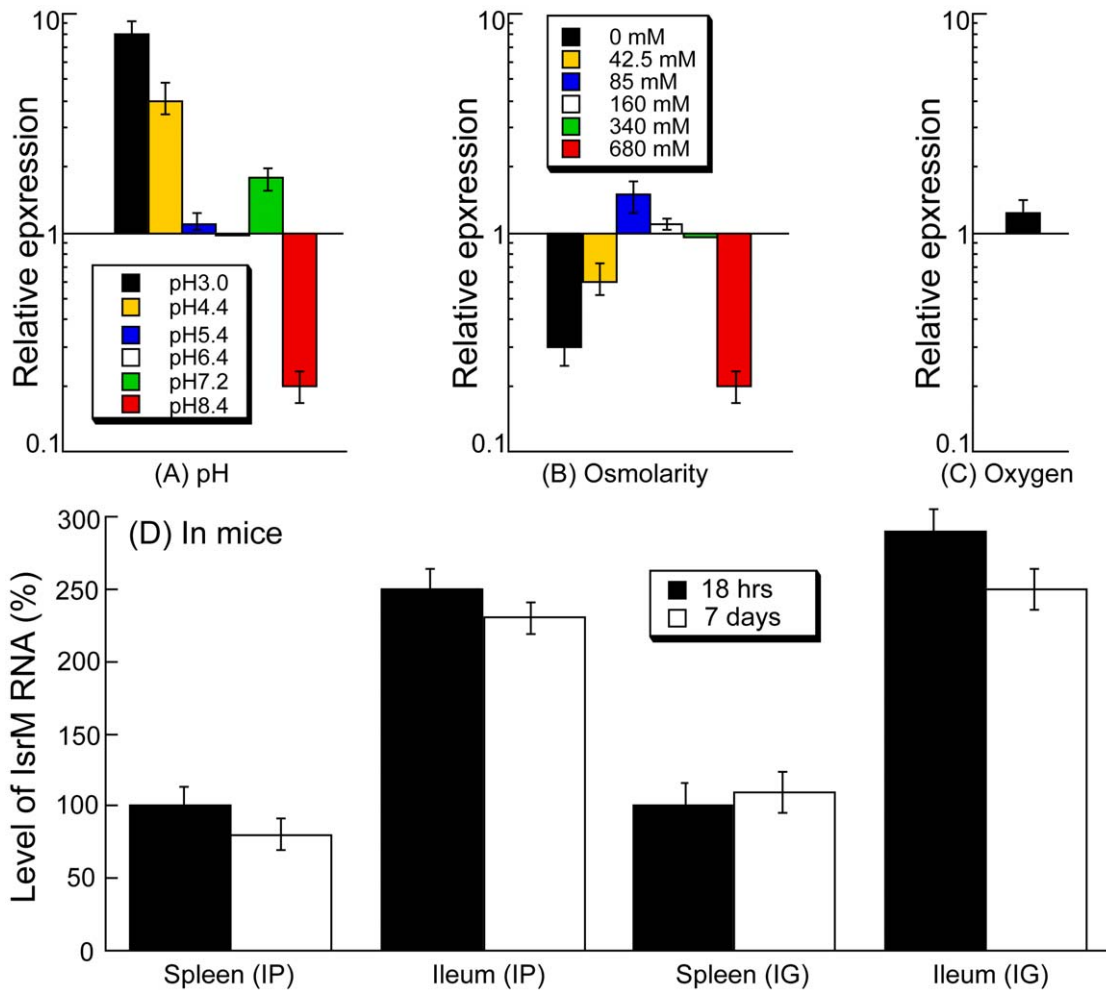 10
1
0.1
Relative epxression
pH3.0
pH4.4
pH5.4
pH6.4
pH7.2
pH8.4
(A) pH
10
1
0.1
Relative epxression
0 mM
42.5 mM
85 mM
160 mM
340 mM
680 mM
(B) Osmolarity
10
1
0.1
Relative epxression
(C) Oxygen
(D) In mice
Level of IsrM RNA (%)
300
250
200
150
100
50
0
18 hrs
7 days
Spleen (IP)
Ileum (IP)
Spleen (IG)
Ileum (IG)